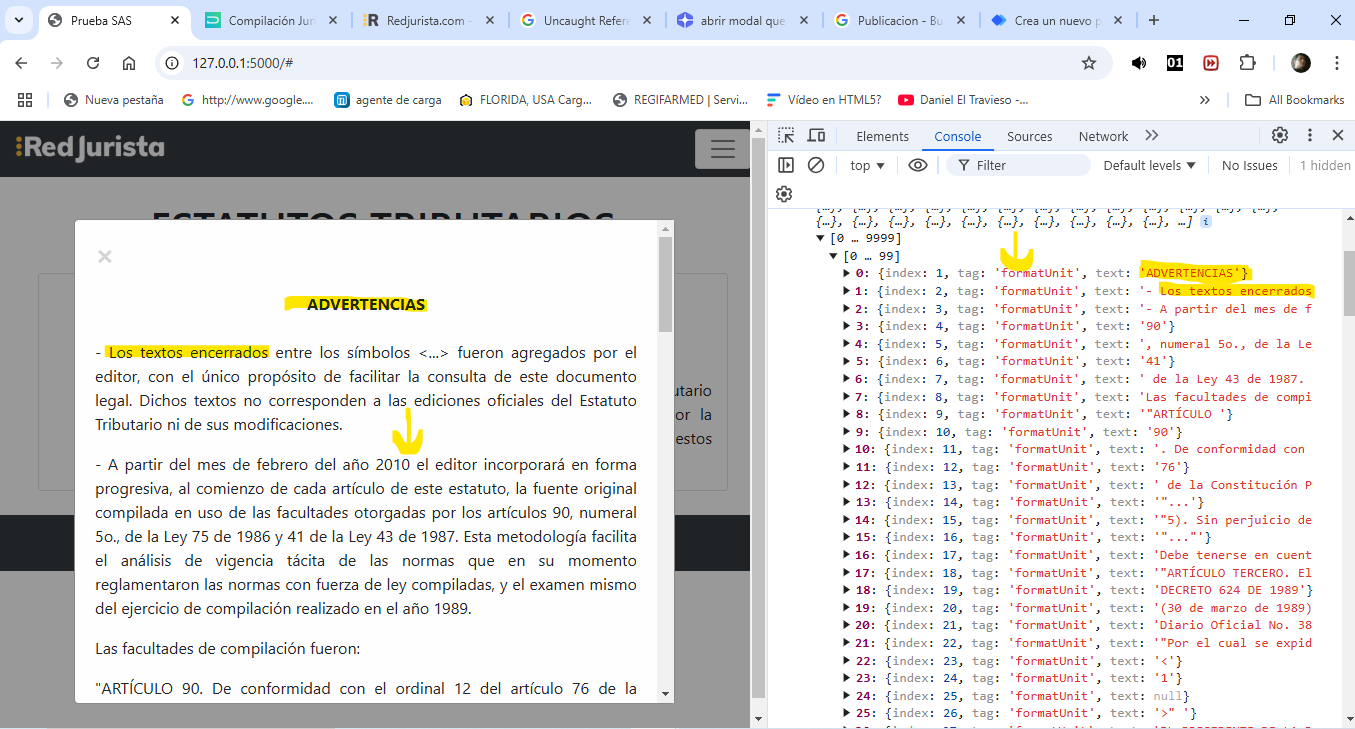 Prueba SAS
Compilación Jur
Redjurista.com -
Uncaught Refere
abrir modal que
Publicacion - Bu
Crea un nuevo p
127.0.0.1:5000/#
01
Nueva pestaña
http://www.google....
agente de carga
FLORIDA, USA Carg...
REGIFARMED | Servi...
Vídeo en HTML5?
Daniel El Travieso -...
All Bookmarks
RedJurista
ESTATUTOS TRIBUTARIOS
×
ADVERTENCIAS
- Los textos encerrados entre los símbolos <...> fueron agregados por el
editor, con el único propósito de facilitar la consulta de este documento
legal. Dichos textos no corresponden a las ediciones oficiales del Estatuto
Tributario ni de sus modificaciones.
- A partir del mes de febrero del año 2010 el editor incorporará en forma
progresiva, al comienzo de cada artículo de este estatuto, la fuente original
compilada en uso de las facultades otorgadas por los artículos 90, numeral
5o., de la Ley 75 de 1986 y 41 de la Ley 43 de 1987. Esta metodología facilita
el análisis de vigencia tácita de las normas que en su momento
reglamentaron las normas con fuerza de ley compiladas, y el examen mismo
del ejercicio de compilación realizado en el año 1989.
Las facultades de compilación fueron:
"ARTÍCULO 90. De conformidad con el ordinal 12 del artículo 76 de la
utario
or la
estos
Elements
Console
Sources
Network
top
Filter
Default levels
No Issues
1 hidden
{…}, {…}, {…}, {…}, {…}, {…}, {…}, {…}, {…}, {…}, {…}, {…}, {…},
{…}, {…}, {…}, {…}, {…}, {…}, {…}, {…}, {…}, …] i
[0 … 9999]
[0 … 99]
0: {index: 1, tag: 'formatUnit', text: 'ADVERTENCIAS'}
1: {index: 2, tag: 'formatUnit', text: '- Los textos encerrados
2: {index: 3, tag: 'formatUnit', text: '- A partir del mes de f
3: {index: 4, tag: 'formatUnit', text: '90'}
4: {index: 5, tag: 'formatUnit', text: ', numeral 5o., de la Le
5: {index: 6, tag: 'formatUnit', text: '41'}
6: {index: 7, tag: 'formatUnit', text: ' de la Ley 43 de 1987.
7: {index: 8, tag: 'formatUnit', text: 'Las facultades de compi
8: {index: 9, tag: 'formatUnit', text: '"ARTÍCULO '}
9: {index: 10, tag: 'formatUnit', text: '90'}
10: {index: 11, tag: 'formatUnit', text: '. De conformidad con
11: {index: 12, tag: 'formatUnit', text: '76'}
12: {index: 13, tag: 'formatUnit', text: ' de la Constitución P
13: {index: 14, tag: 'formatUnit', text: '"...'}
14: {index: 15, tag: 'formatUnit', text: '"5). Sin perjuicio de
15: {index: 16, tag: 'formatUnit', text: '"..."'}
16: {index: 17, tag: 'formatUnit', text: 'Debe tenerse en cuent
17: {index: 18, tag: 'formatUnit', text: '"ARTÍCULO TERCERO. El
18: {index: 19, tag: 'formatUnit', text: 'DECRETO 624 DE 1989'}
19: {index: 20, tag: 'formatUnit', text: '(30 de marzo de 1989)
20: {index: 21, tag: 'formatUnit', text: 'Diario Oficial No. 38
21: {index: 22, tag: 'formatUnit', text: '"Por el cual se expid
22: {index: 23, tag: 'formatUnit', text: '<'}
23: {index: 24, tag: 'formatUnit', text: '1'}
24: {index: 25, tag: 'formatUnit', text: null}
25: {index: 26, tag: 'formatUnit', text: '>" '}